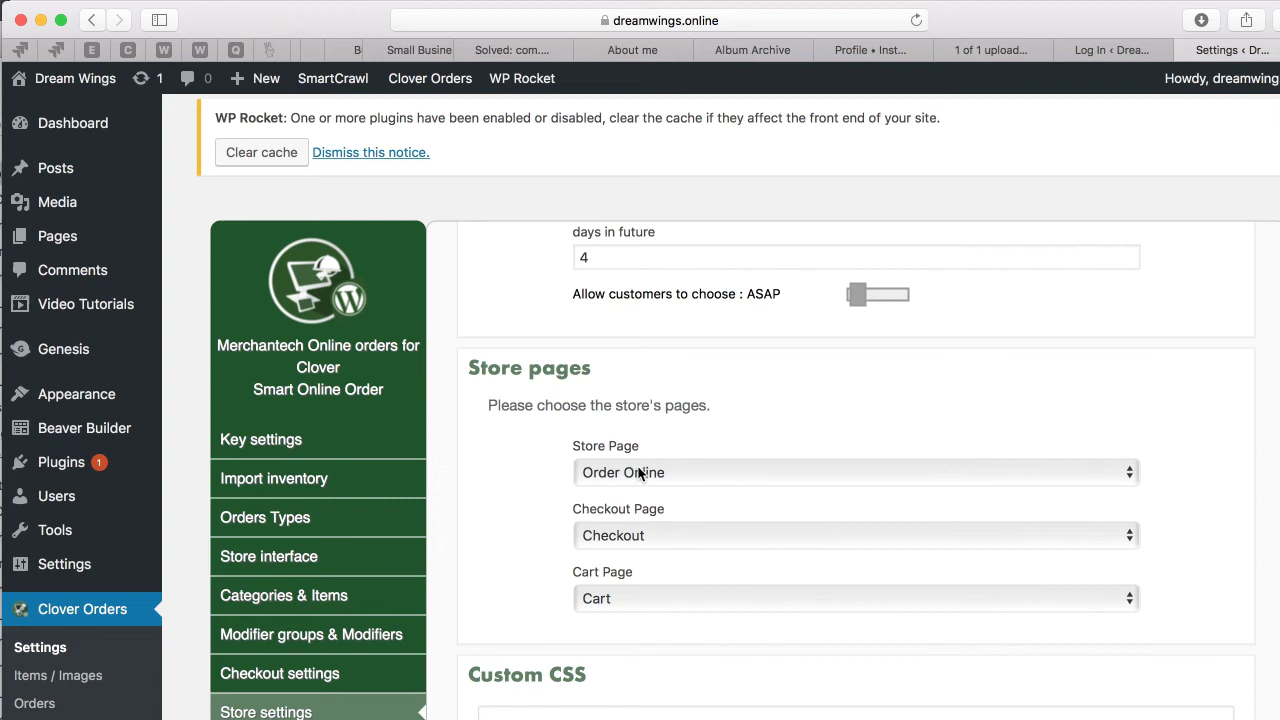 dreamwings.online
E
C
W
W
Q
B
Small Busine
Solved: com....
About me
Album Archive
Profile • Inst...
1 of 1 upload...
Log In ‹ Drea...
Settings ‹ Dr...
Dream Wings
1
0
New
SmartCrawl
Clover Orders
WP Rocket
Howdy, dreamwing
Dashboard
Posts
Media
Pages
Comments
Video Tutorials
Genesis
Appearance
Beaver Builder
Plugins 1
Users
Tools
Settings
Clover Orders
Settings
Items / Images
Orders
WP Rocket: One or more plugins have been enabled or disabled, clear the cache if they affect the front end of your site.
Clear cache
Dismiss this notice.
Merchantech Online orders for
Clover
Smart Online Order
Key settings
Import inventory
Orders Types
Store interface
Categories & Items
Modifier groups & Modifiers
Checkout settings
Store settings
days in future
4
Allow customers to choose : ASAP
Store pages
Please choose the store's pages.
Store Page
Order Online
Checkout Page
Checkout
Cart Page
Cart
Custom CSS